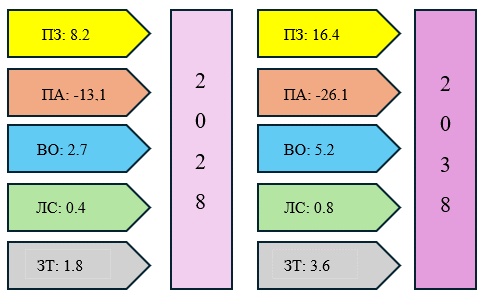 ПЗ: 8.2
ПА: -13.1
ВО: 2.7
ЛС: 0.4
ЗТ: 1.8
2
0
2
8
ПЗ: 16.4
ПА: -26.1
ВО: 5.2
ЛС: 0.8
ЗТ: 3.6
2
0
3
8